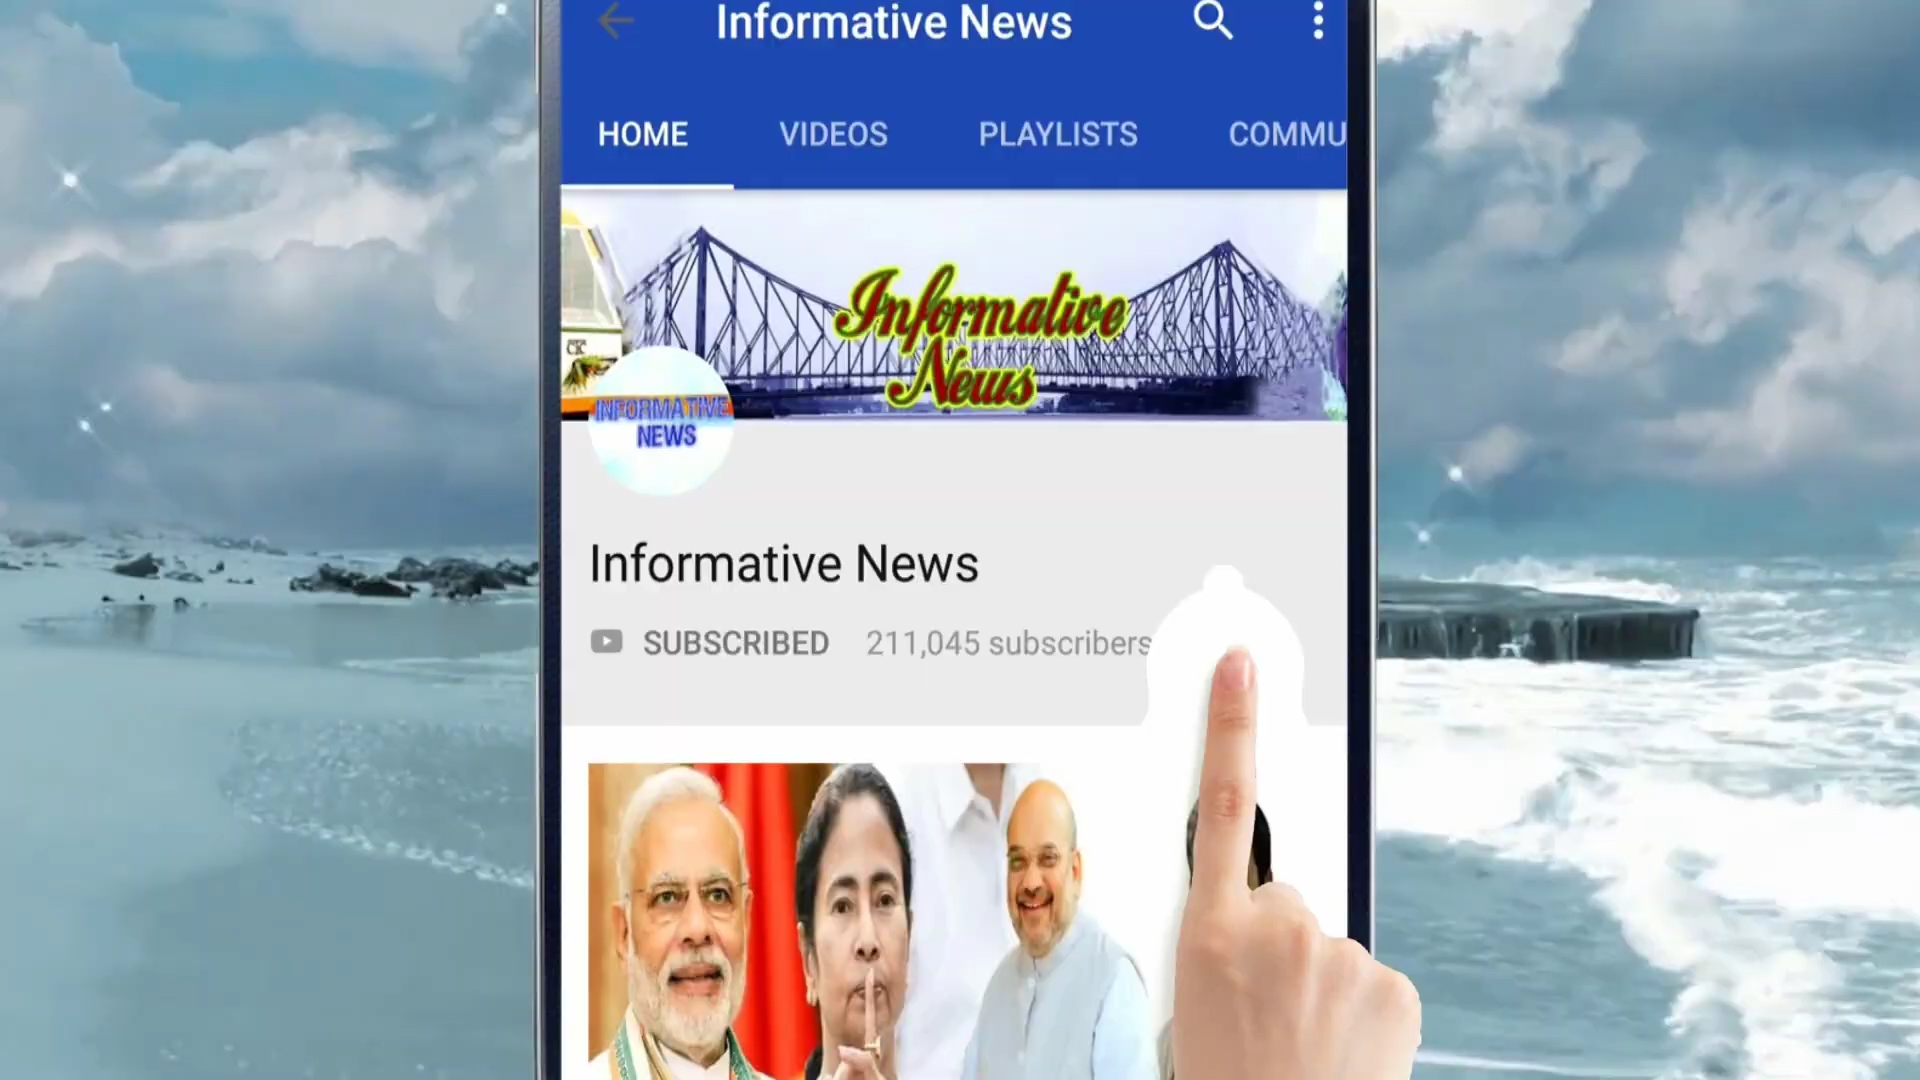 Informative News
HOME VIDEOS PLAYLISTS COMMU
Informative
News
INFORMATIVE
NEWS
Informative News
SUBSCRIBED 211,045 subscribers